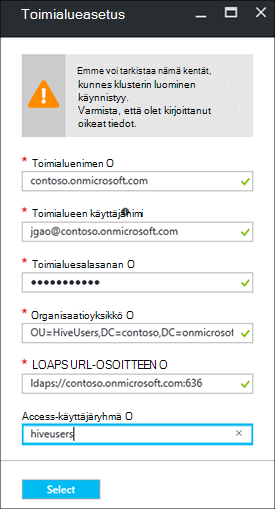 Toimialueasetus
Emme voi tarkistaa nämä kentät,
kunnes klusterin luominen
käynnistyy.
Varmista, että olet kirjoittanut
oikeat tiedot.
* Toimialuenimen O
contoso.onmicrosoft.com
* Toimialueen käyttäjänimi
jgao@contoso.onmicrosoft.com
* Toimialuesalasanan O
•••••••••••
* Organisaatioyksikkö O
OU=HiveUsers,DC=contoso,DC=onmicrosof
* LOAPS URL-OSOITTEEN O
ldaps://contoso.onmicrosoft.com:636
Access-käyttäjäryhmä O
hiveusers
Select